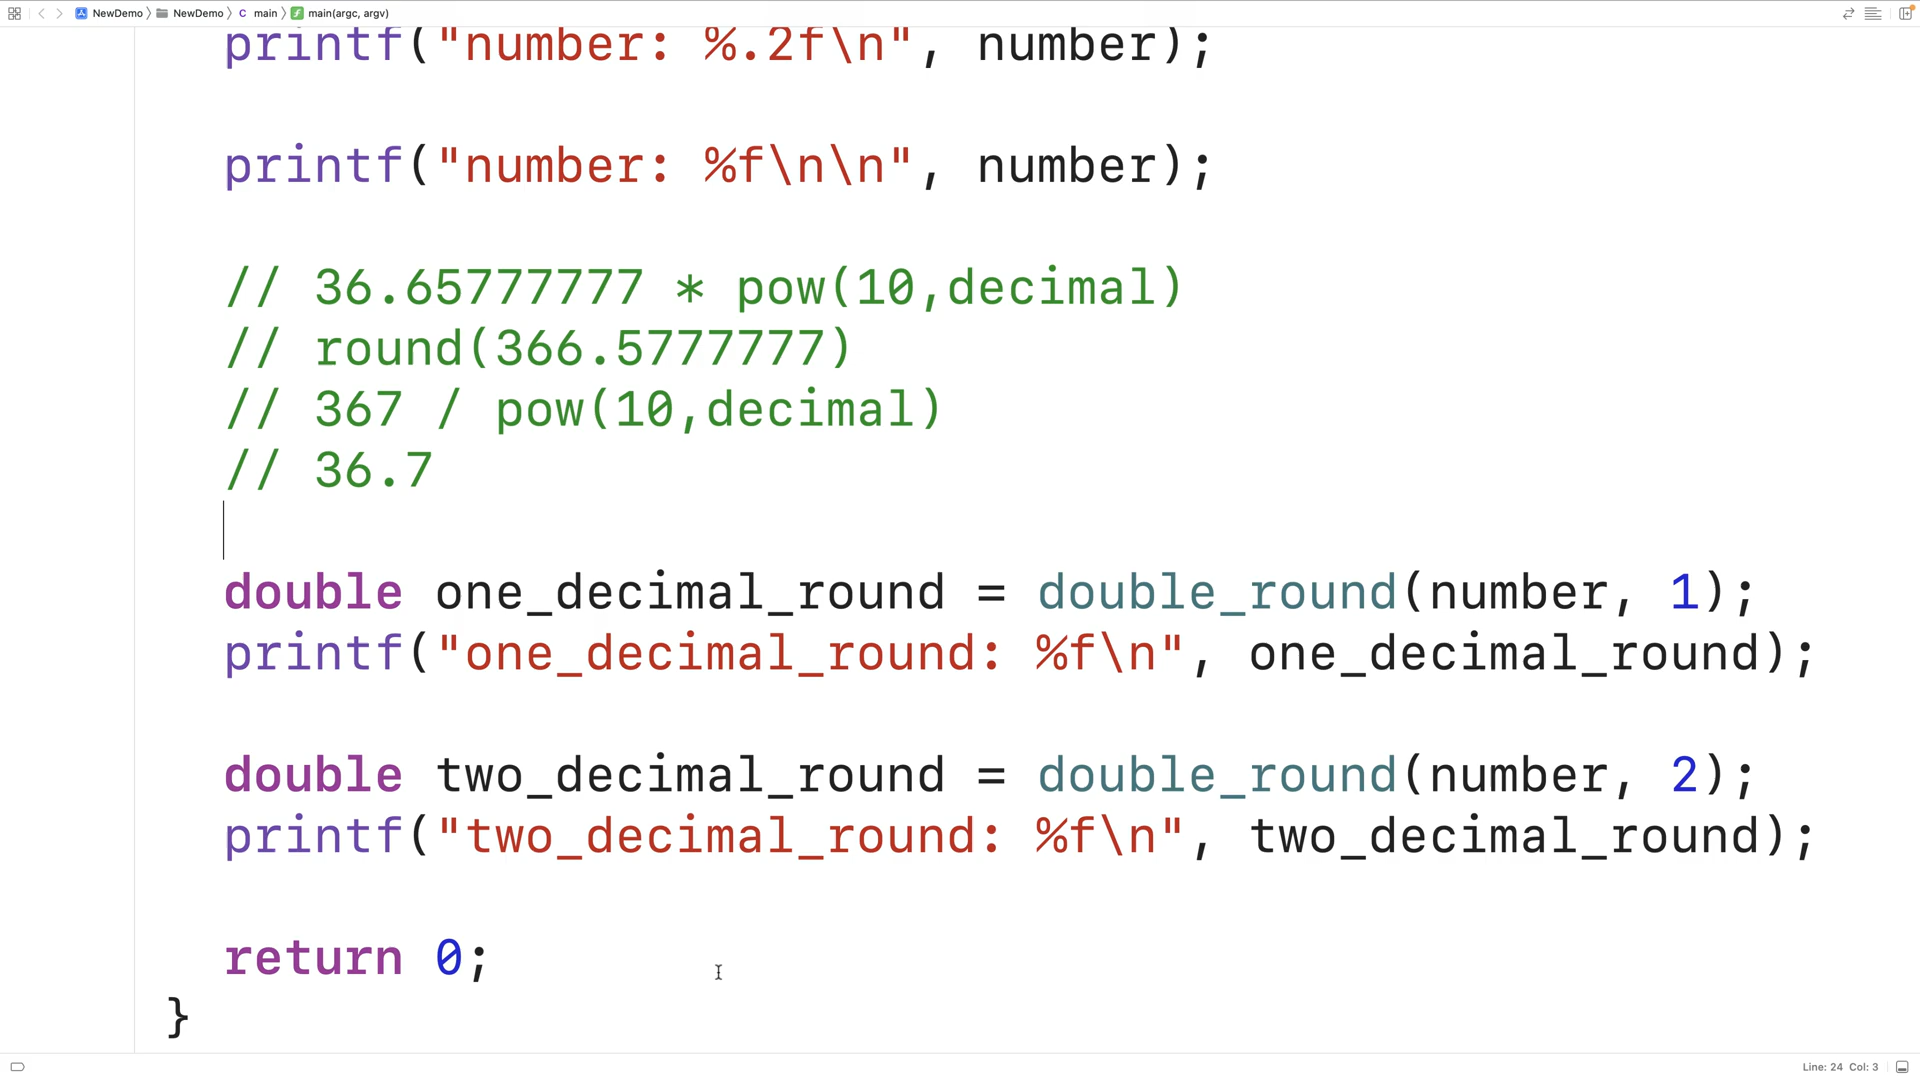 NewDemo NewDemo C main f main(argc, argv)
printf("number: %.2f\n", number);
printf("number: %f\n\n", number);
// 36.65777777 * pow(10,decimal)
// round(366.5777777)
// 367 / pow(10,decimal)
// 36.7
double one_decimal_round = double_round(number, 1);
printf("one_decimal_round: %f\n", one_decimal_round);
double two_decimal_round = double_round(number, 2);
printf("two_decimal_round: %f\n", two_decimal_round);
return 0;
}
Line: 24 Col: 3